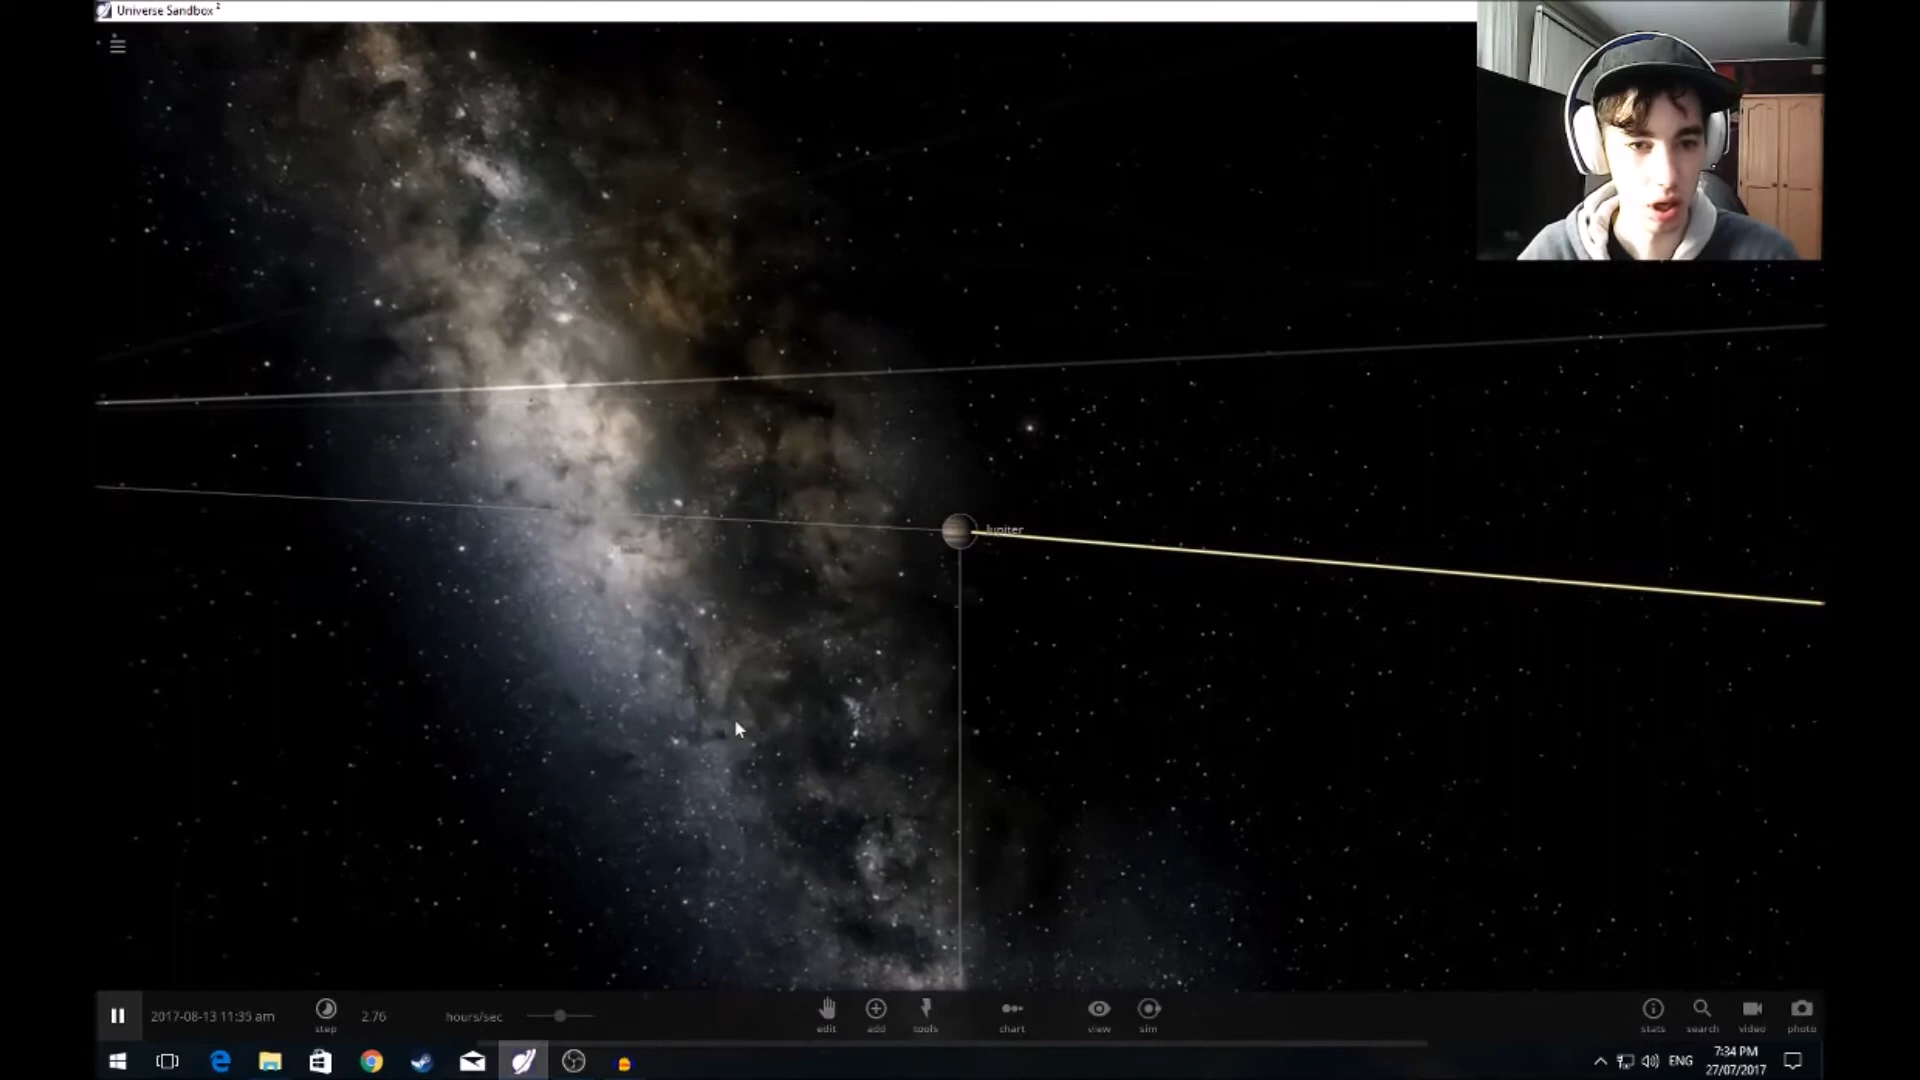 Universe Sandbox ²
Jupiter
2017-08-13 11:35 am
step
2.76
hours/sec
edit
add
tools
chart
view
sim
stats
search
video
photo
ENG
7:34 PM
27/07/2017